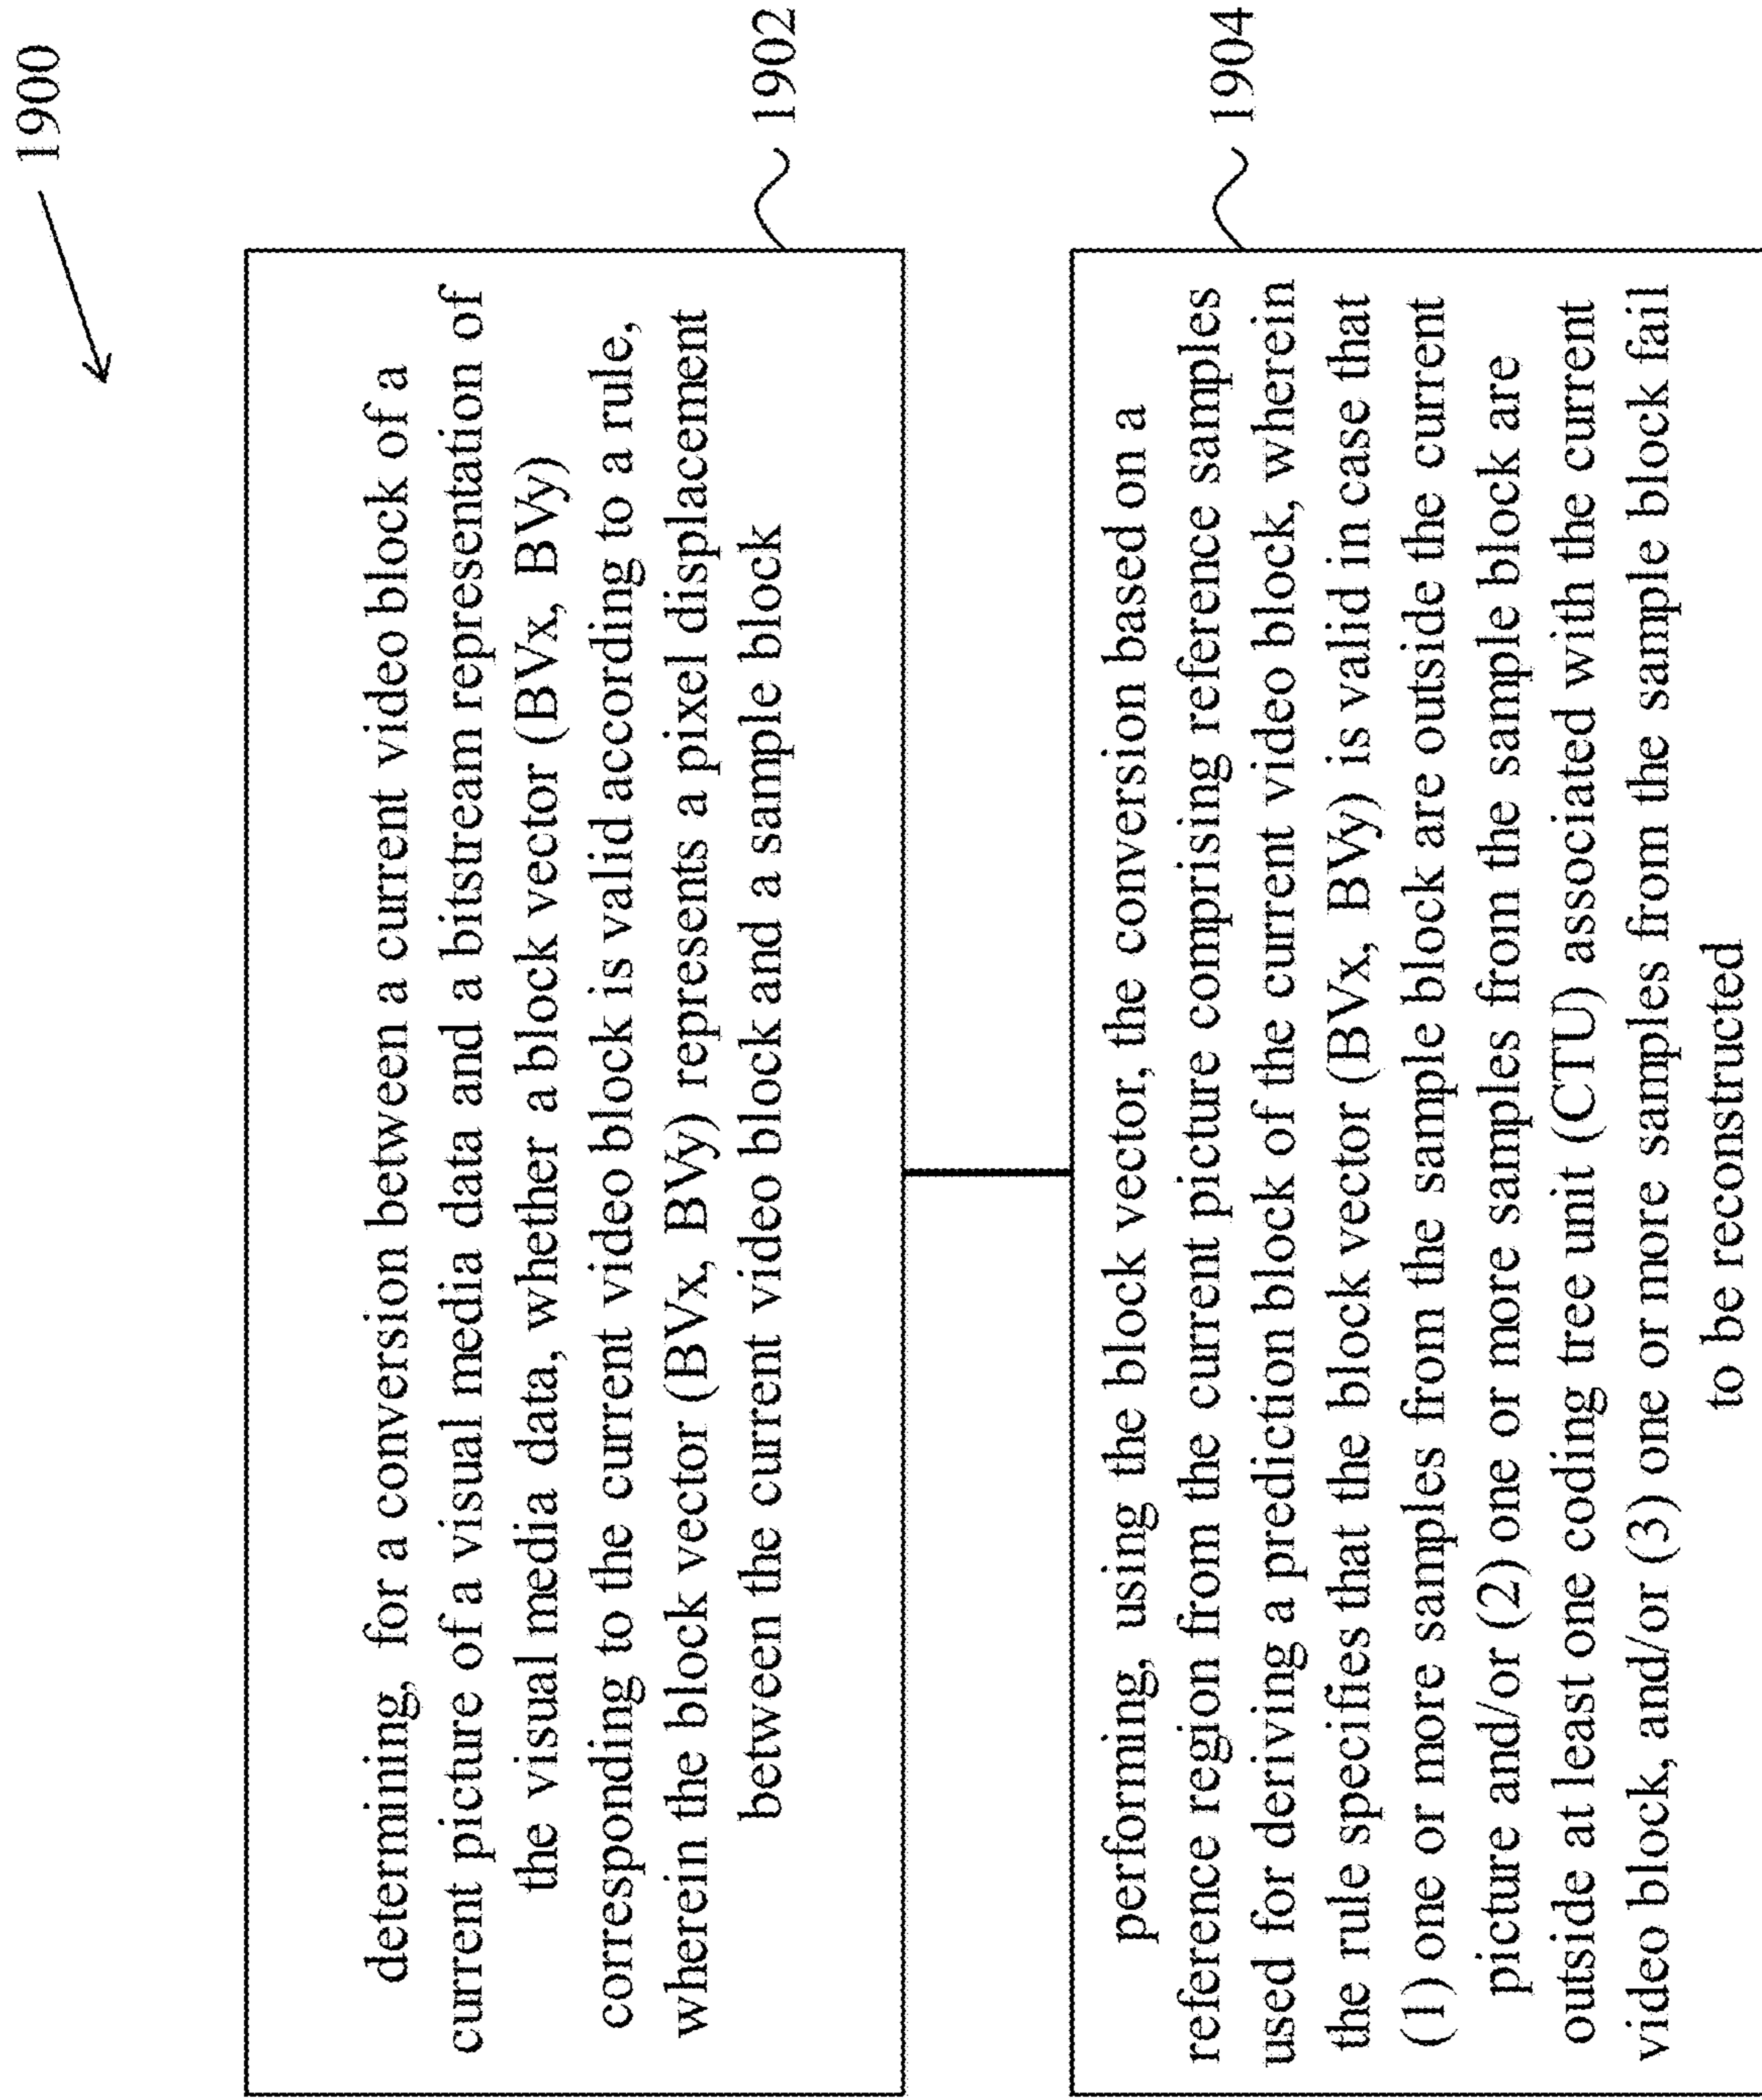 1900
determining, for a conversion between a current video block of a
current picture of a visual media data and a bitstream representation of
the visual media data, whether a block vector (BVx, BVy)
corresponding to the current video block is valid according to a rule,
wherein the block vector (BVx, BVy) represents a pixel displacement
between the current video block and a sample block
1902
performing, using the block vector, the conversion based on a
reference region from the current picture comprising reference samples
used for deriving a prediction block of the current video block, wherein
the rule specifies that the block vector (BVx, BVy) is valid in case that
(1) one or more samples from the sample block are outside the current
picture and/or (2) one or more samples from the sample block are
outside at least one coding tree unit (CTU) associated with the current
video block, and/or (3) one or more samples from the sample block fail
to be reconstructed
1904